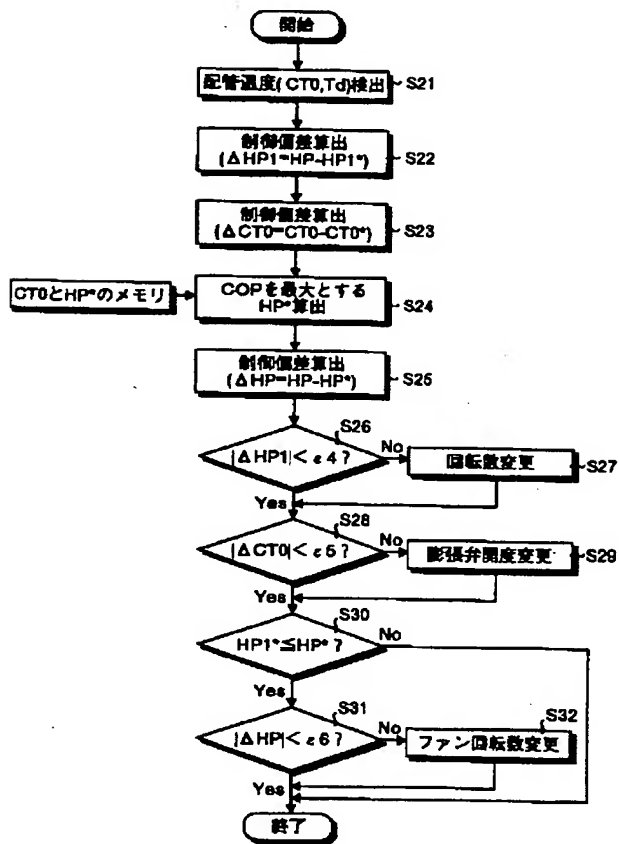 開始
配管温度(CT0,Td)検出
S21
制御偏差算出
(ΔHP1=HP-HP1*)
S22
制御偏差算出
(ΔCT0=CT0-CT0*)
S23
CT0とHP*のメモリ
COPを最大とする
HP*算出
S24
制御偏差算出
(ΔHP=HP-HP*)
S25
S26
|ΔHP1|<ε4?
No
回転数変更
S27
Yes
S28
|ΔCT0|<ε5?
No
膨張弁開度変更
S29
Yes
S30
HP1*≦HP*?
No
Yes
S31
|ΔHP|<ε6?
No
S32
ファン回転数変更
Yes
終了